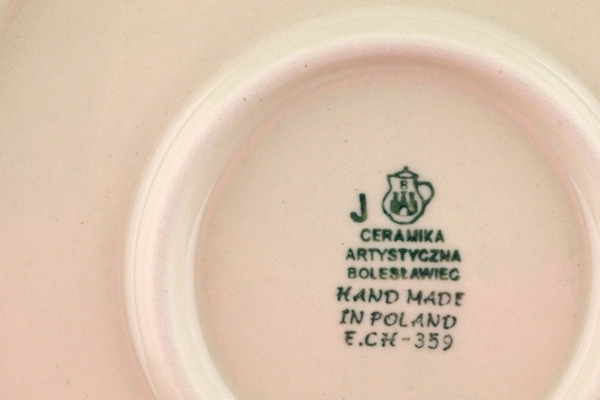 J
B
CERAMIKA
ARTYSTYCZNA
BOLESŁAWIEC
HAND MADE
IN POLAND
E.CH-359